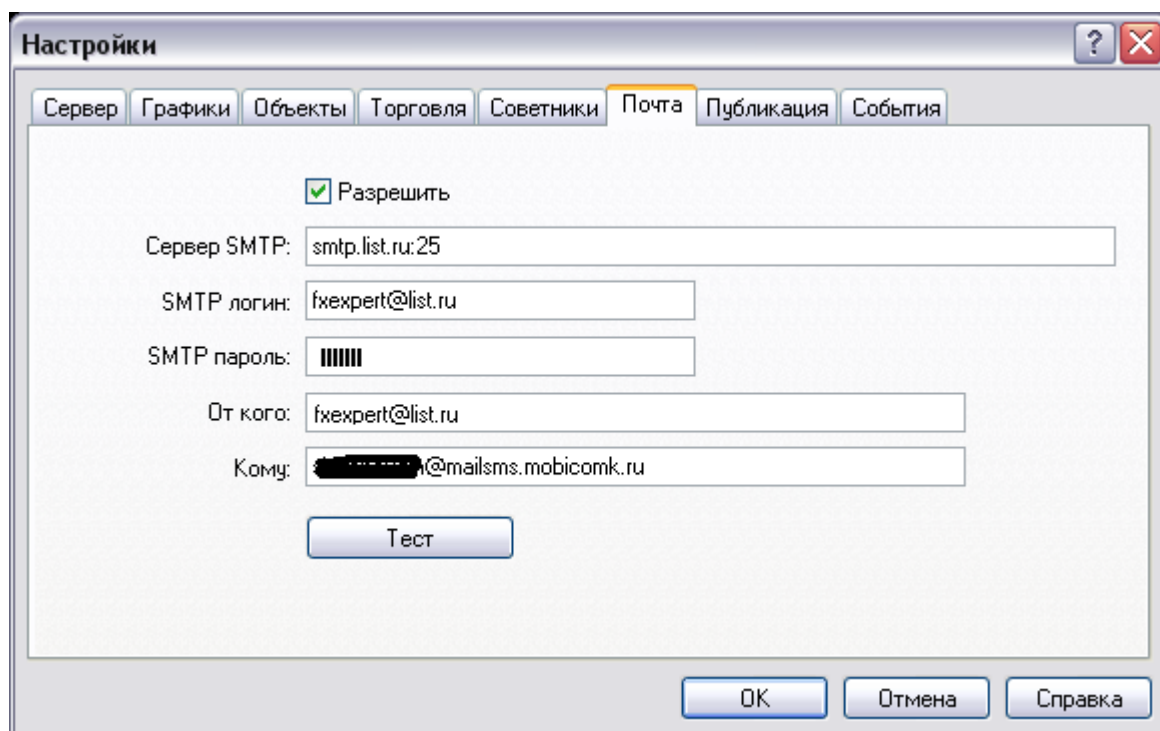 Настройки
Сервер Графики Объекты Торговля Советники Почта Публикация События
Разрешить
Сервер SMTP: smtp.list.ru:25
SMTP логин: fxexpert@list.ru
SMTP пароль:
От кого: fxexpert@list.ru
Кому: @mailsms.mobicomk.ru
Тест
OK Отмена Справка